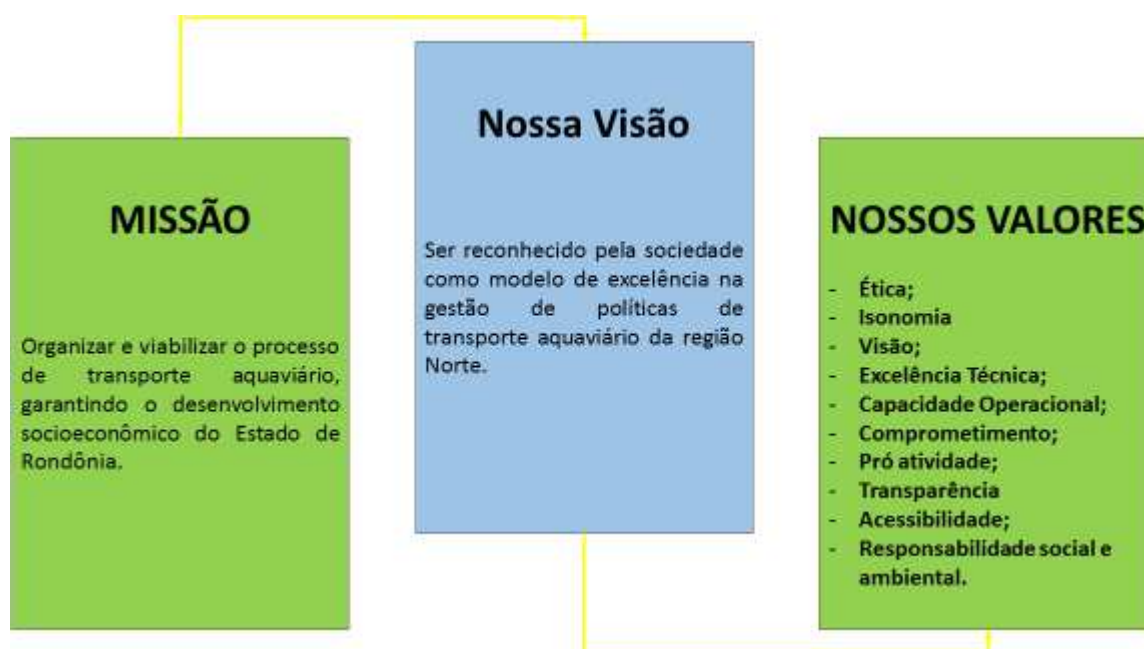 MISSÃO
Organizar e viabilizar o processo
de transporte aquaviário,
garantindo o desenvolvimento
socioeconômico do Estado de
Rondônia.
Nossa Visão
Ser reconhecido pela sociedade
como modelo de excelência na
gestão de políticas de
transporte aquaviário da região
Norte.
NOSSOS VALORES
- Ética;
- Isonomia
- Visão;
- Excelência Técnica;
- Capacidade Operacional;
- Comprometimento;
- Pró atividade;
- Transparência
- Acessibilidade;
- Responsabilidade social e
ambiental.